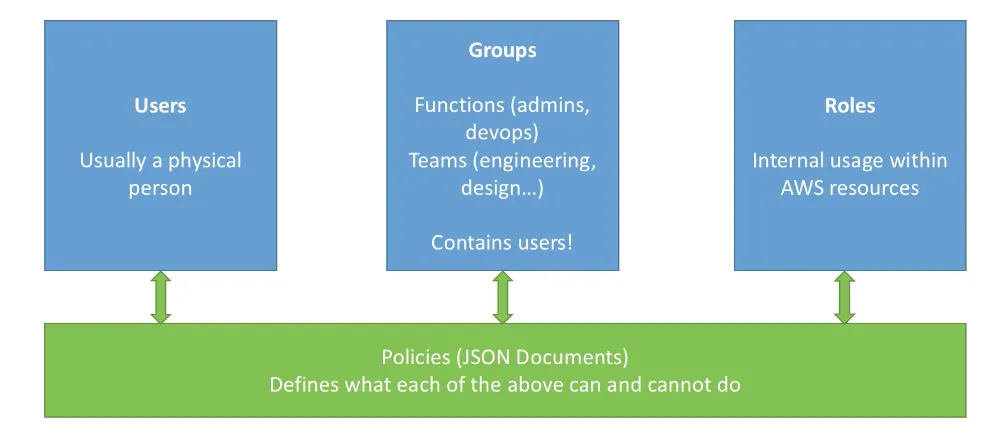 Users
Usually a physical
person
Groups
Functions (admins,
devops)
Teams (engineering,
design...)
Contains users!
Roles
Internal usage within
AWS resources
Policies (JSON Documents)
Defines what each of the above can and cannot do